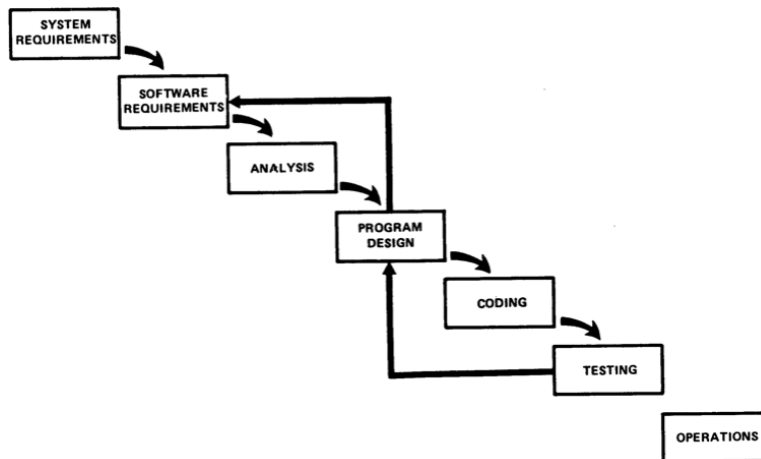 SYSTEM
REQUIREMENTS
SOFTWARE
REQUIREMENTS
ANALYSIS
PROGRAM
DESIGN
CODING
TESTING
OPERATIONS